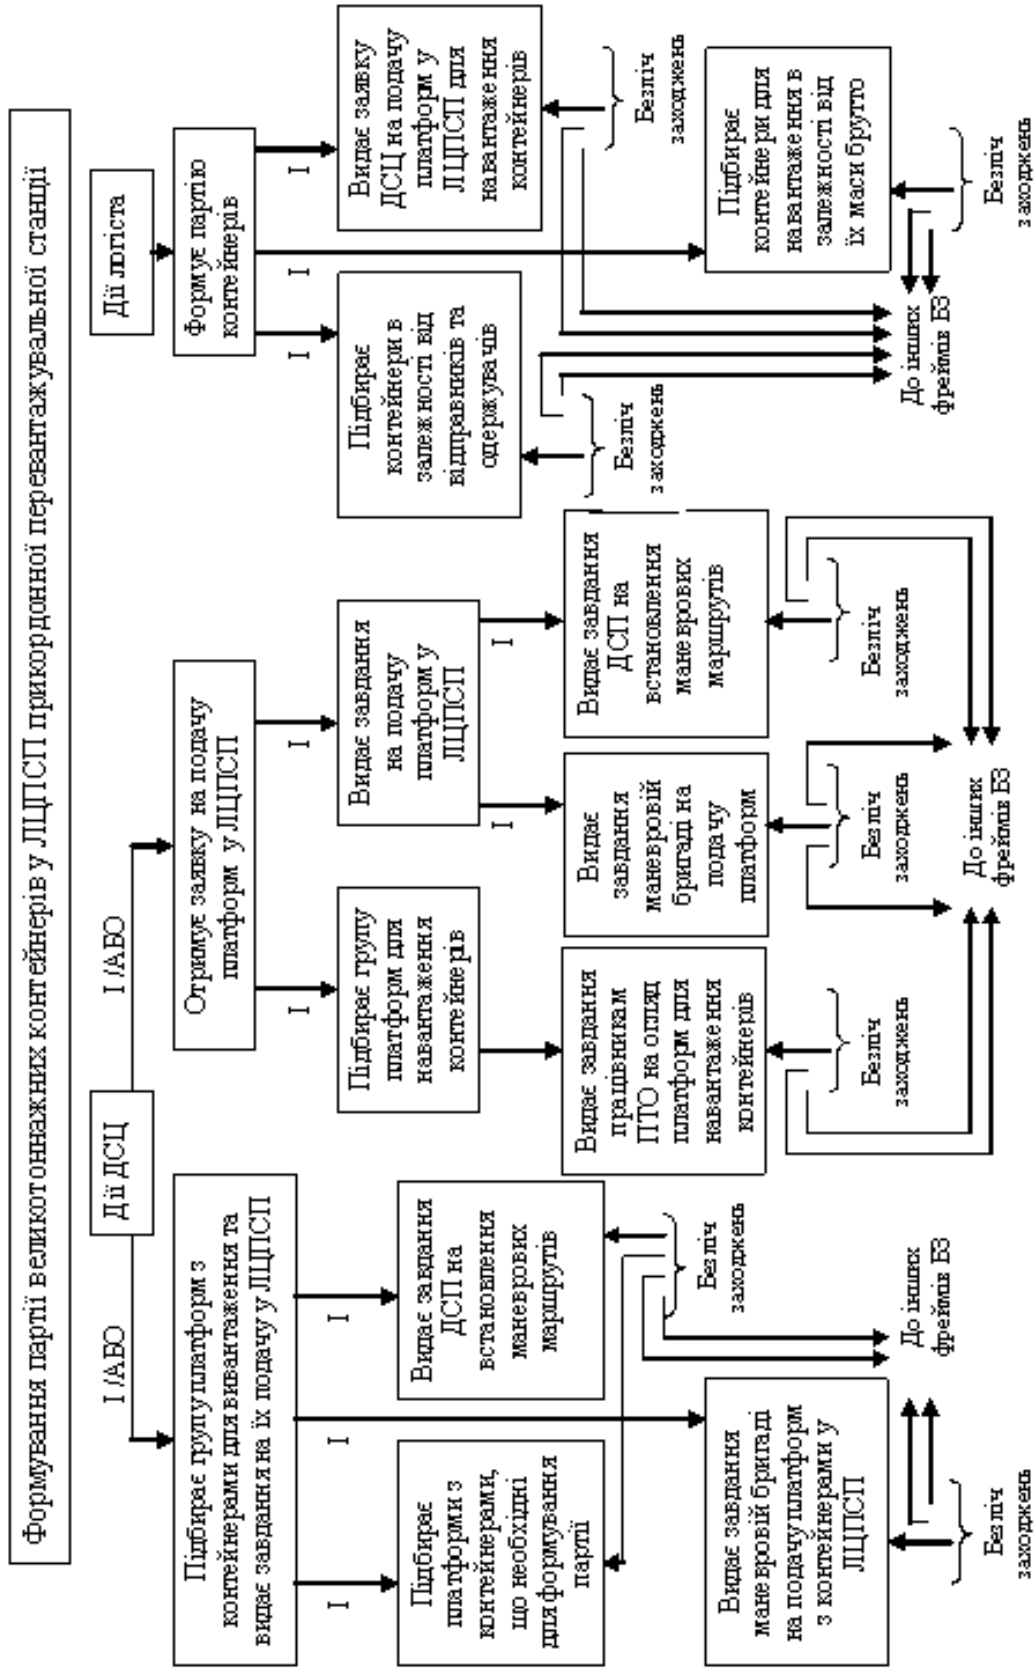 Формування партії великотоннажних контейнерів у ЛЦПСП прикордонної перевантажувальної станції
Дії ДСЦ
Дії логіста
І /АБО
І /АБО
Підбирає групу платформ з
контейнерами для вивантаження та
видає завдання на їх подачу у ЛЦПСП
Отримує заявку на подачу
платформ у ЛЦПСП
Формує партію
контейнерів
І
І
І
І
І
І
І
І
Підбирає
платформи з
контейнерами,
що необхідні
для формування
партії
Видає завдання
ДСП на
встановлення
маневрових
маршрутів
Підбирає групу
платформ для
навантаження
контейнерів
Видає завдання
на подачу
платформ у
ЛЦПСП
Підбирає
контейнери в
залежності від
відправників та
одержувачів
Видає заявку
ДСЦ на подачу
платформ у
ЛЦПСП для
навантаження
контейнерів
І
І
Видає завдання
маневровій бригаді
на подачу платформ
з контейнерами у
ЛЦПСП
Видає завдання
працівникам
ПТО на огляд
платформ для
навантаження
контейнерів
Видає
завдання
маневровій
бригаді на
подачу
платформ
Видає завдання
ДСП на
встановлення
маневрових
маршрутів
Підбирає
контейнери для
навантаження в
залежності від
їх маси брутто
Безліч
заходжень
Безліч
заходжень
Безліч
заходжень
Безліч
заходжень
Безліч
заходжень
Безліч
заходжень
Безліч
заходжень
Безліч
заходжень
До інших
фреймів БЗ
До інших
фреймів БЗ
До інших
фреймів БЗ